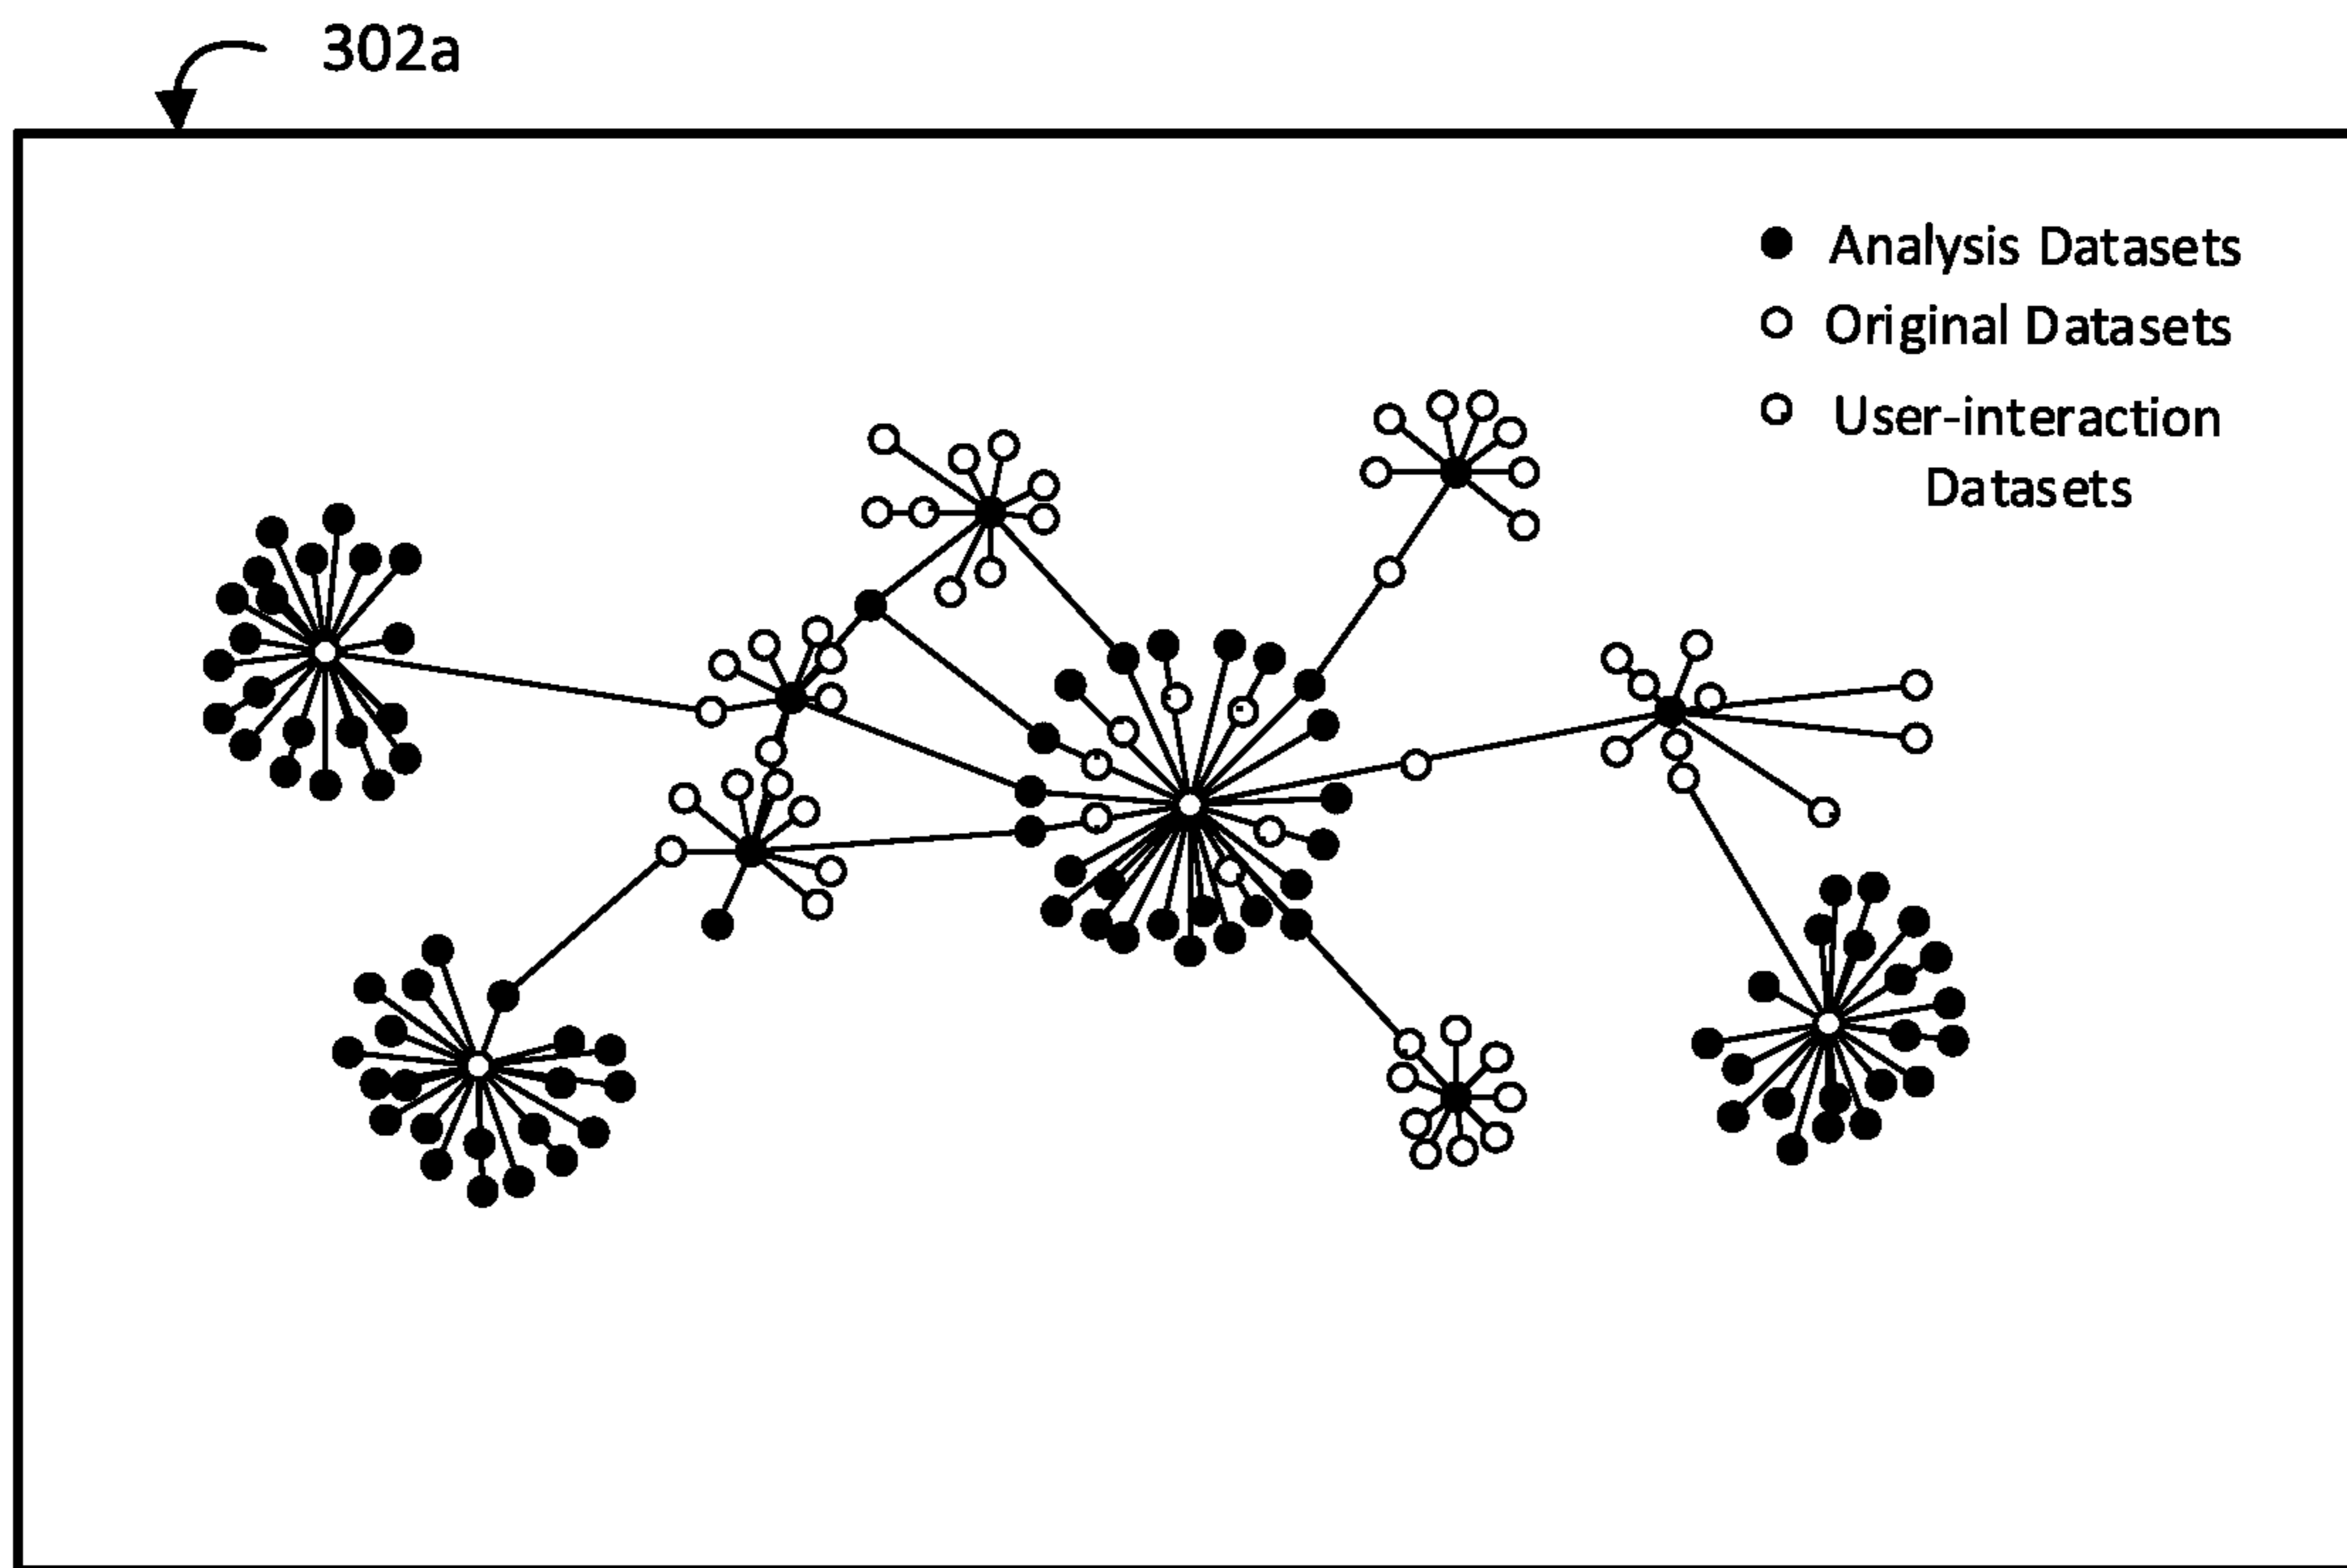 302a
Analysis Datasets
Original Datasets
User-interaction
Datasets